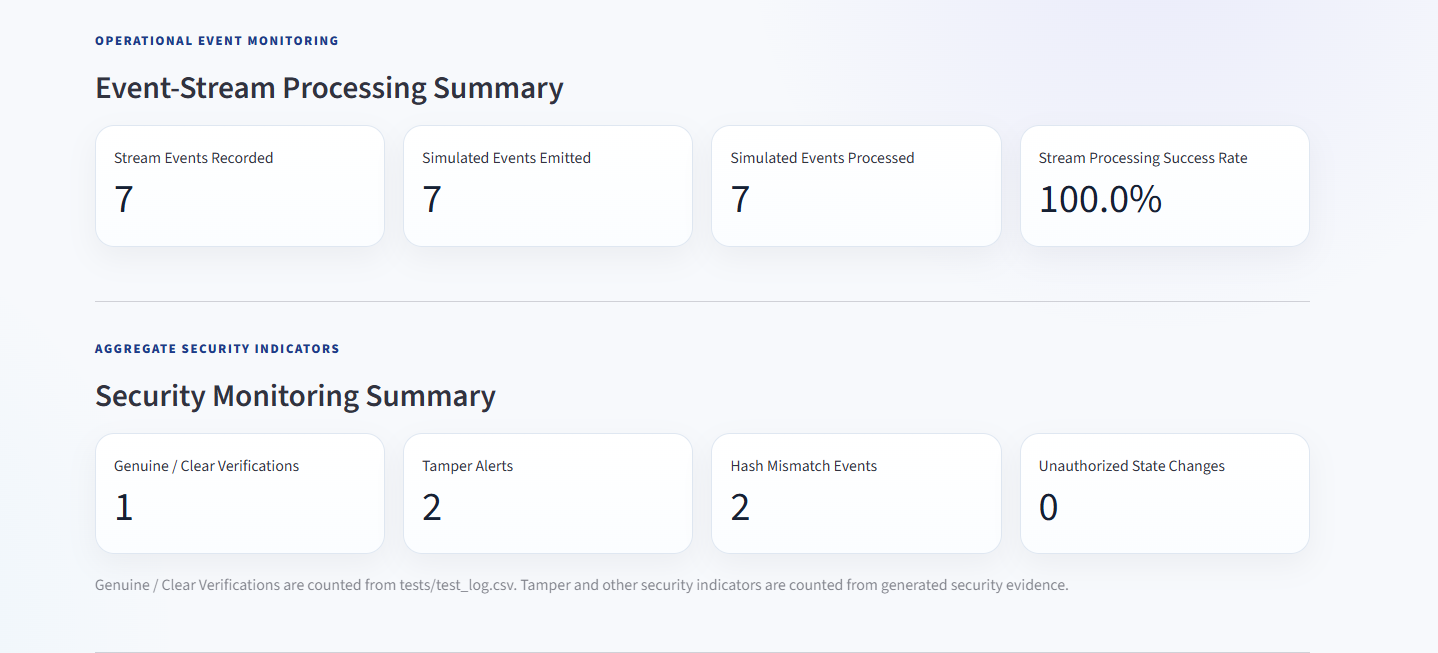 OPERATIONAL EVENT MONITORING
Event-Stream Processing Summary
Stream Events Recorded
7
Simulated Events Emitted
7
Simulated Events Processed
7
Stream Processing Success Rate
100.0%
AGGREGATE SECURITY INDICATORS
Security Monitoring Summary
Genuine / Clear Verifications
1
Tamper Alerts
2
Hash Mismatch Events
2
Unauthorized State Changes
0
Genuine / Clear Verifications are counted from tests/test_log.csv. Tamper and other security indicators are counted from generated security evidence.